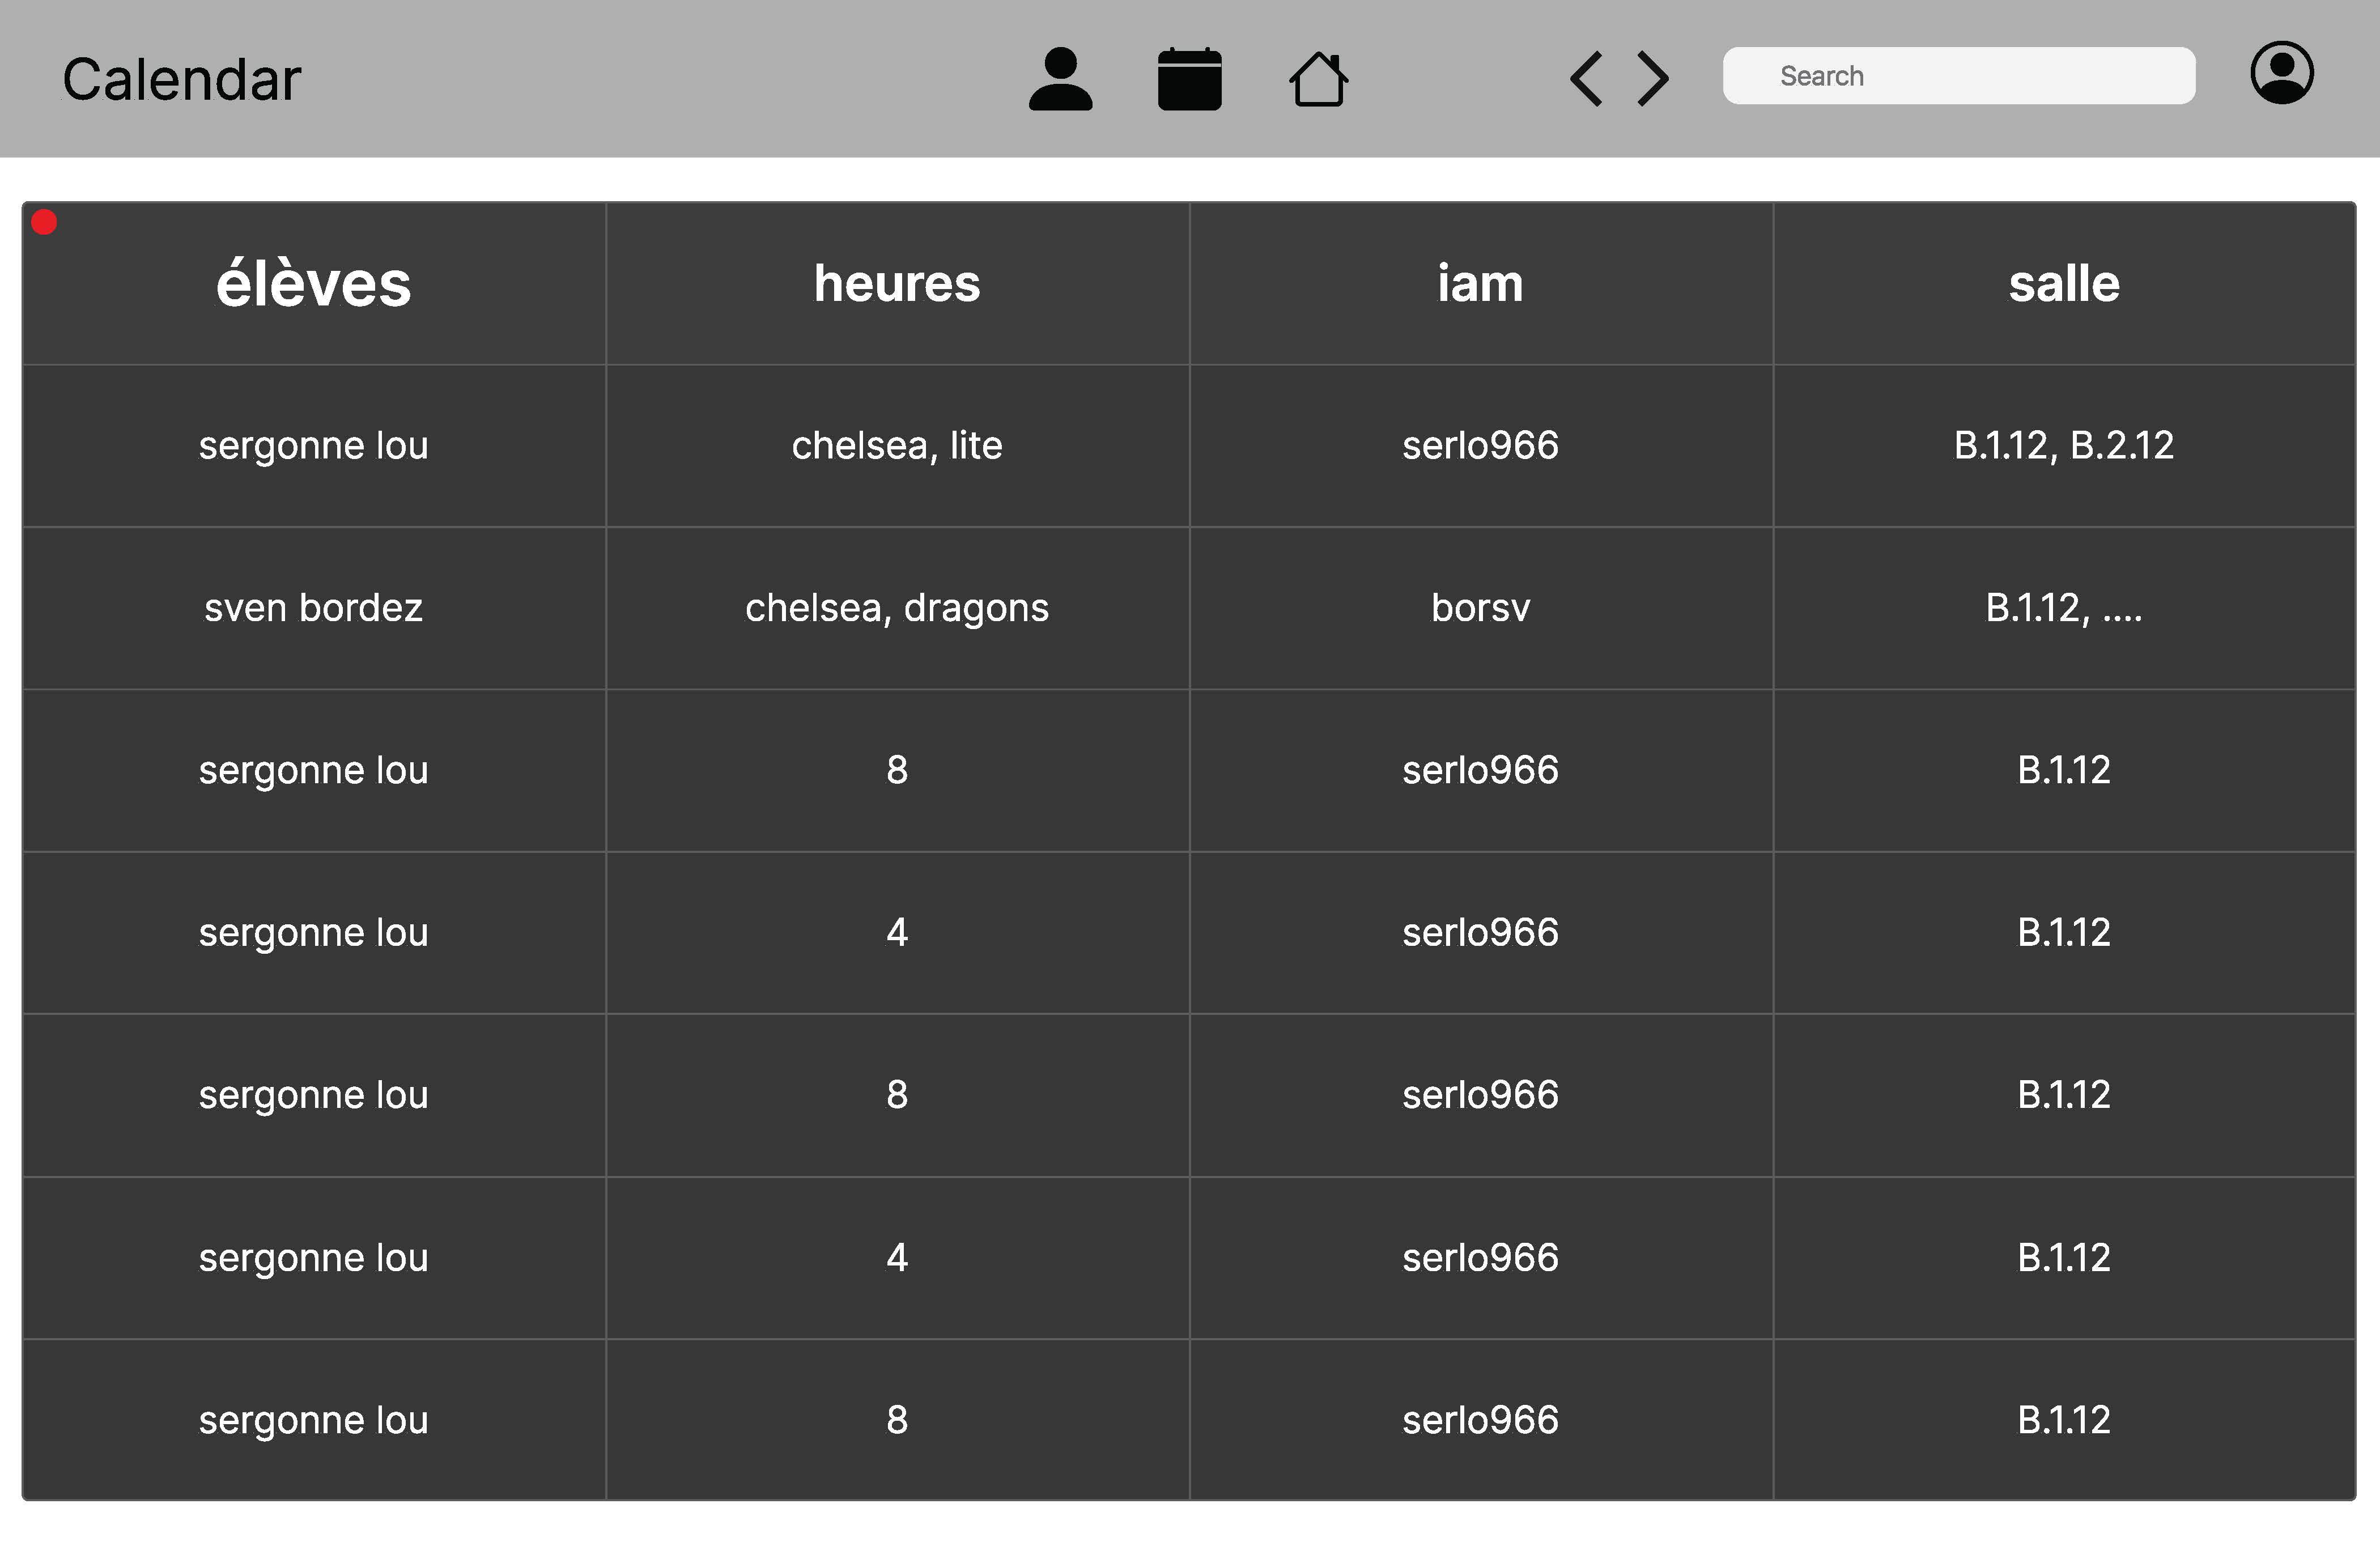 Calendar
Search
élèves heures iam salle
sergonne lou chelsea, lite serlo966 B.1.12, B.2.12
sven bordez chelsea, dragons borsv B.1.12, ....
sergonne lou 8 serlo966 B.1.12
sergonne lou 4 serlo966 B.1.12
sergonne lou 8 serlo966 B.1.12
sergonne lou 4 serlo966 B.1.12
sergonne lou 8 serlo966 B.1.12